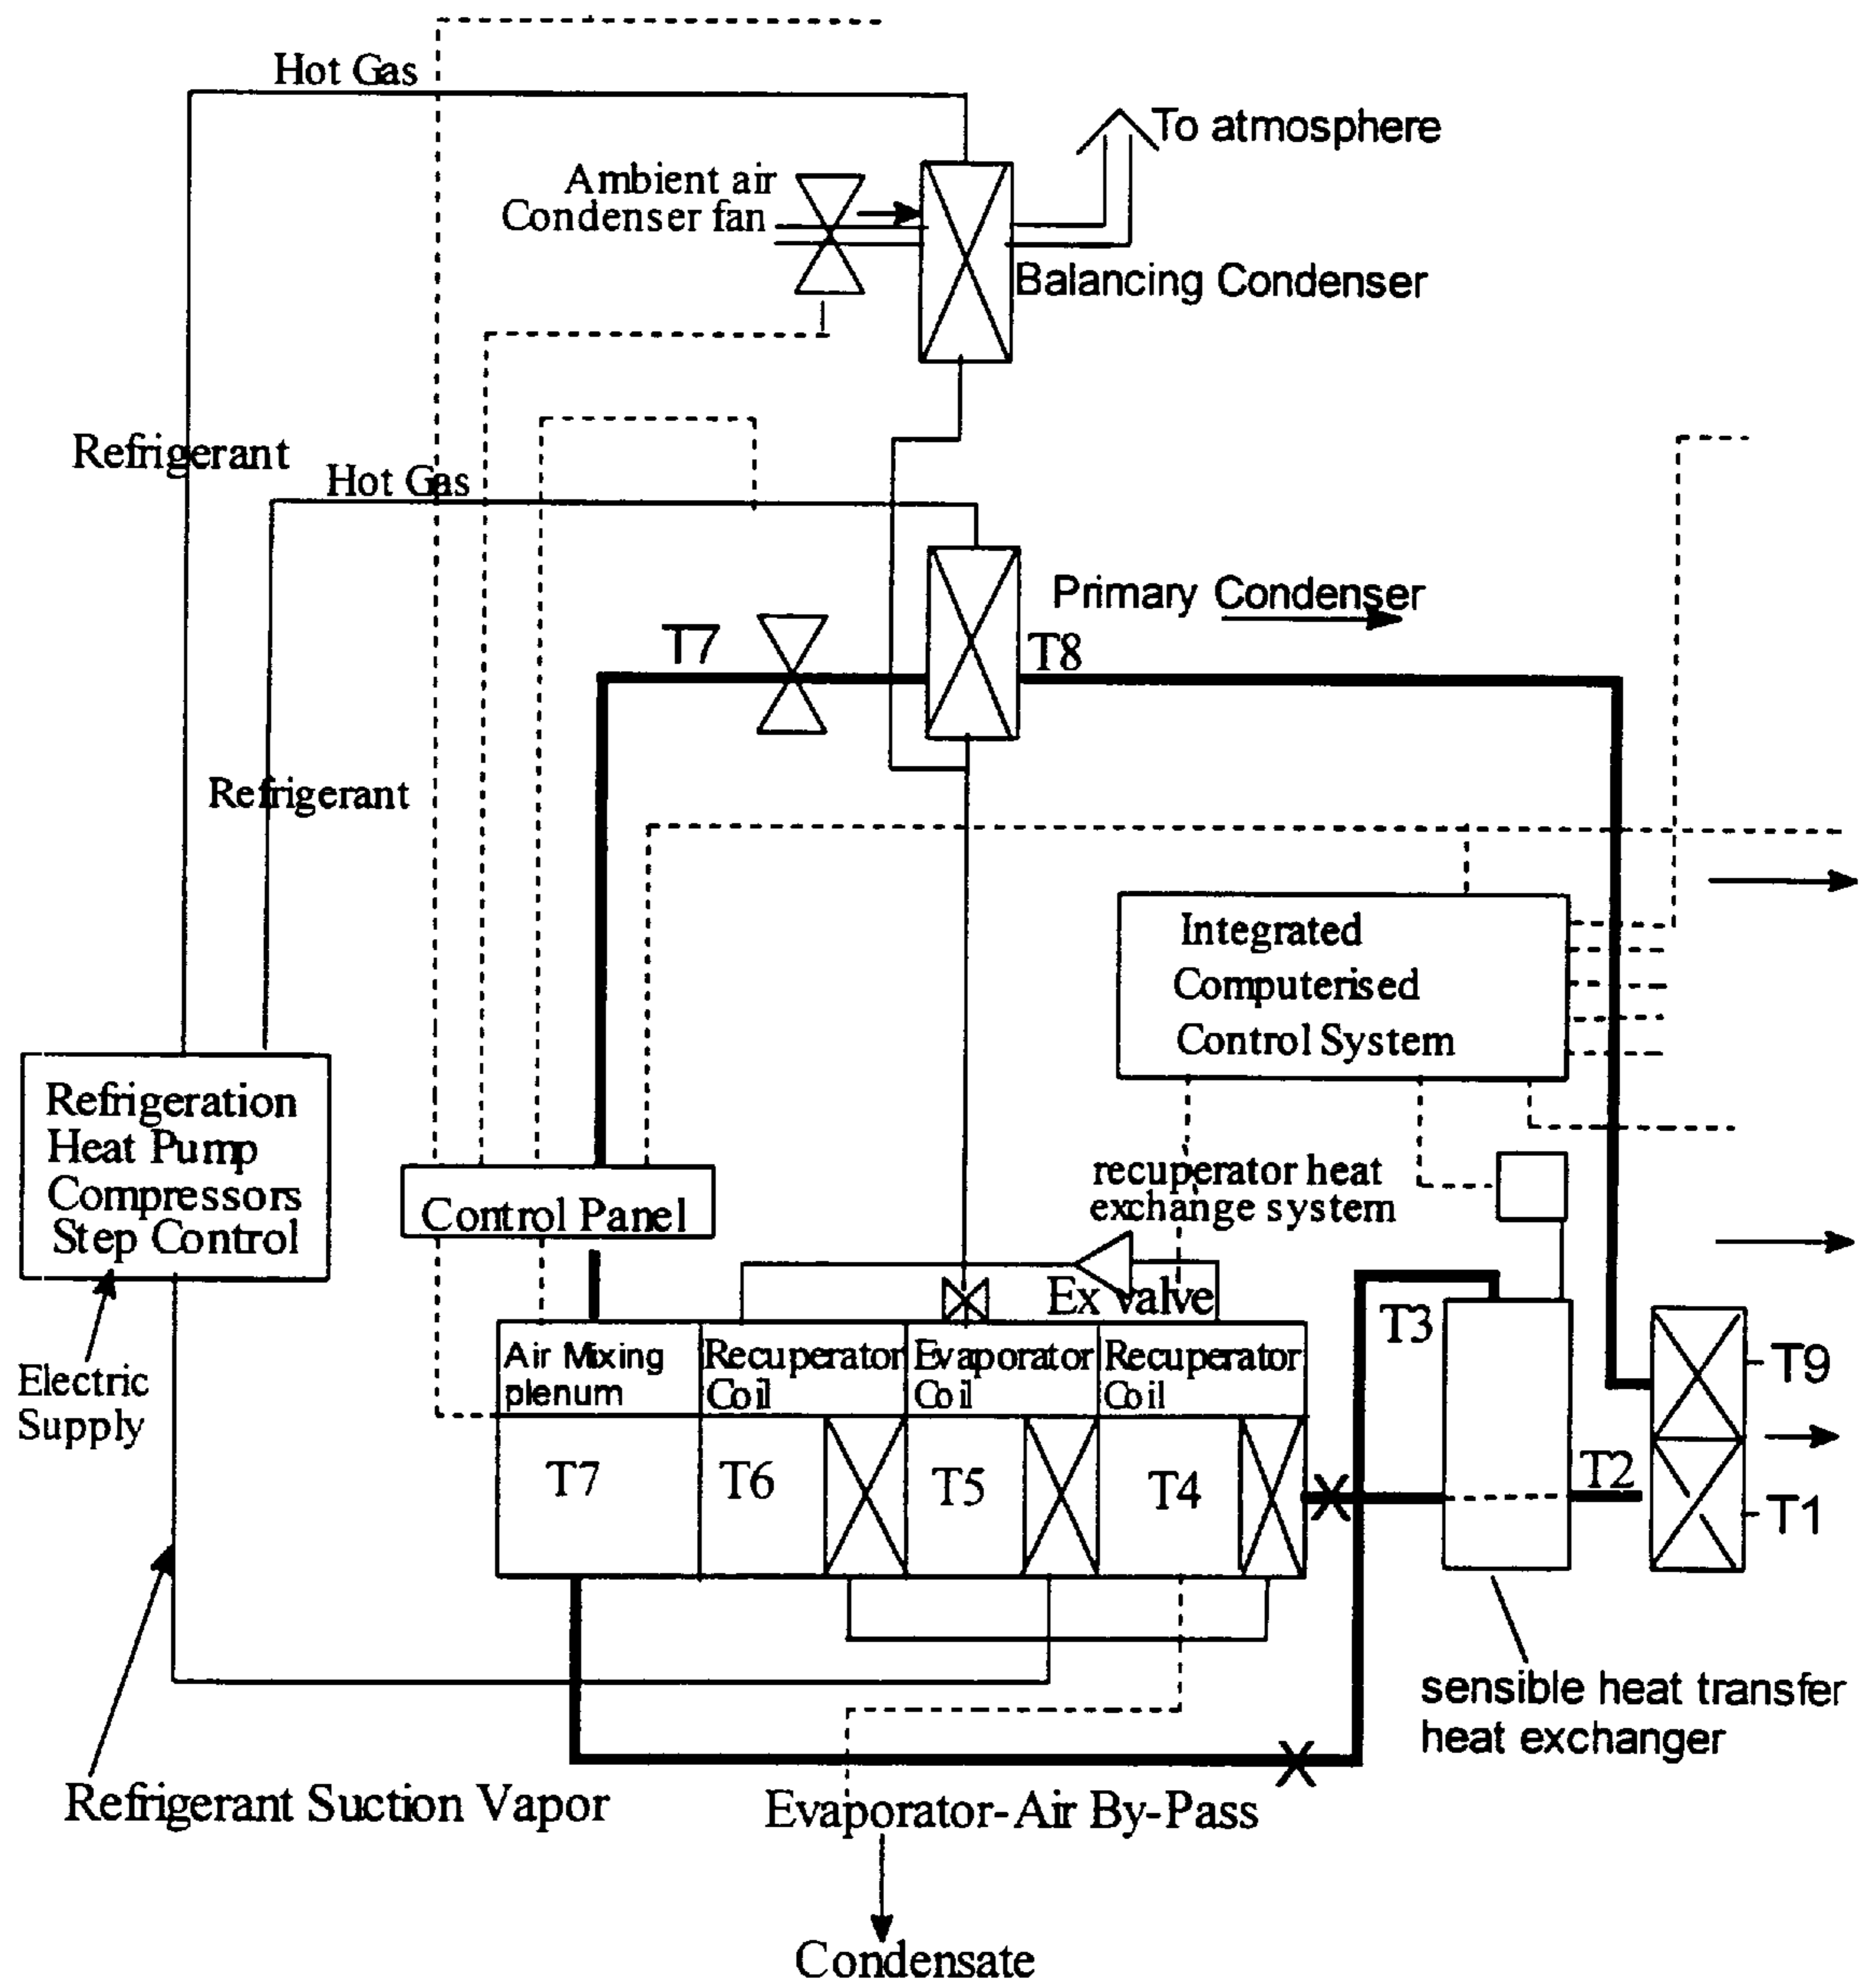 Hot Gas
To atmosphere
Ambient air
Condenser fan
Balancing Condenser
Refrigerant
Hot Gas
Primary Condenser
T7
T8
Refrigerant
Integrated
Computerised
Control System
Refrigeration
Heat Pump
Compressors
Step Control
recuperator heat
exchange system
Control Panel
Ex valve
T3
Air Mixing
plenum
Recuperator
Coil
Evaporator
Coil
Recuperator
Coil
T9
Electric
Supply
T7
T6
T5
T4
T2
T1
sensible heat transfer
heat exchanger
Refrigerant Suction Vapor
Evaporator-Air By-Pass
Condensate